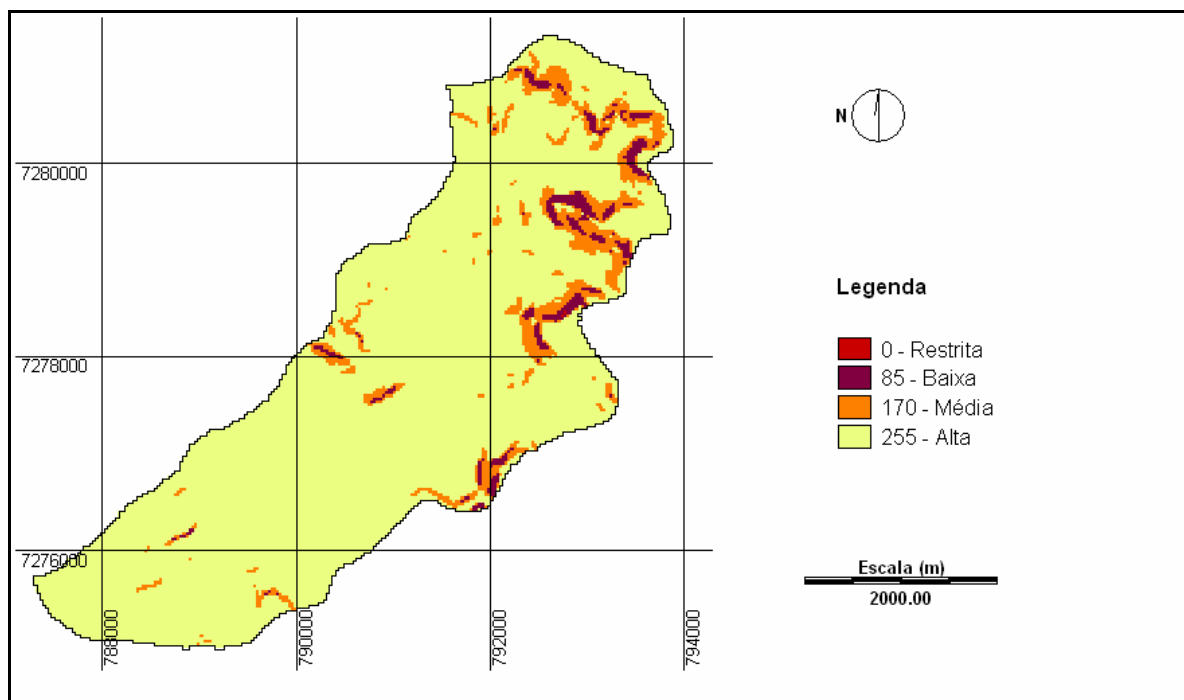 N
7280000
7278000
7276000
788000
790000
792000
794000
Legenda
0 - Restrita
85 - Baixa
170 - Média
255 - Alta
Escala (m)
2000.00